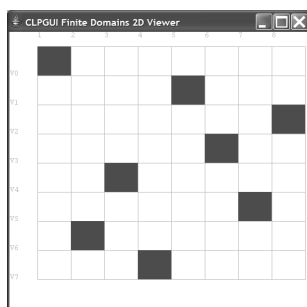 CLPGUI Finite Domains 2D Viewer
1 2 3 4 5 6 7 8
V0
V1
V2
V3
V4
V5
V6
V7